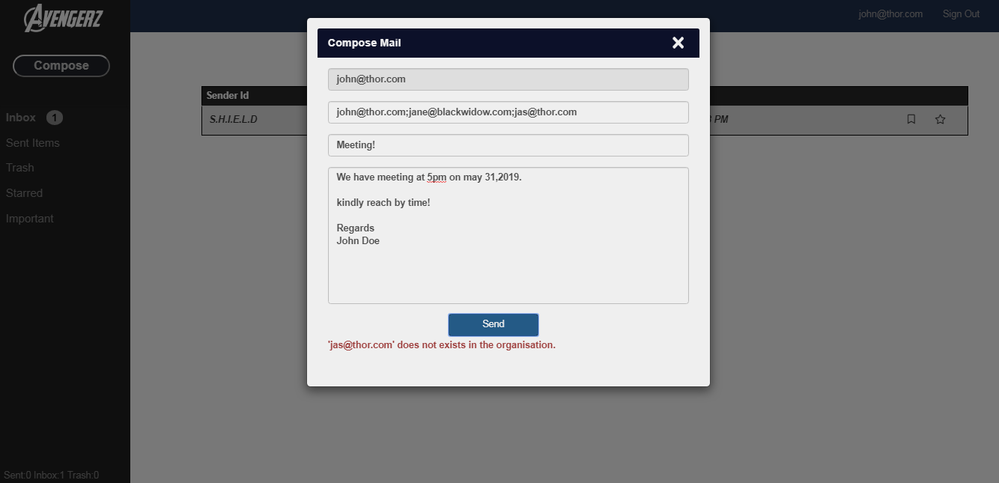 AVENGERZ
john@thor.com Sign Out
Compose
Inbox 1
Sent Items
Trash
Starred
Important
Sent:0 Inbox:1 Trash:0
Sender Id
S.H.I.E.L.D
PM
Compose Mail
john@thor.com
john@thor.com;jane@blackwidow.com;jas@thor.com
Meeting!
We have meeting at 5pm on may 31,2019.
kindly reach by time!
Regards
John Doe
Send
'jas@thor.com' does not exists in the organisation.